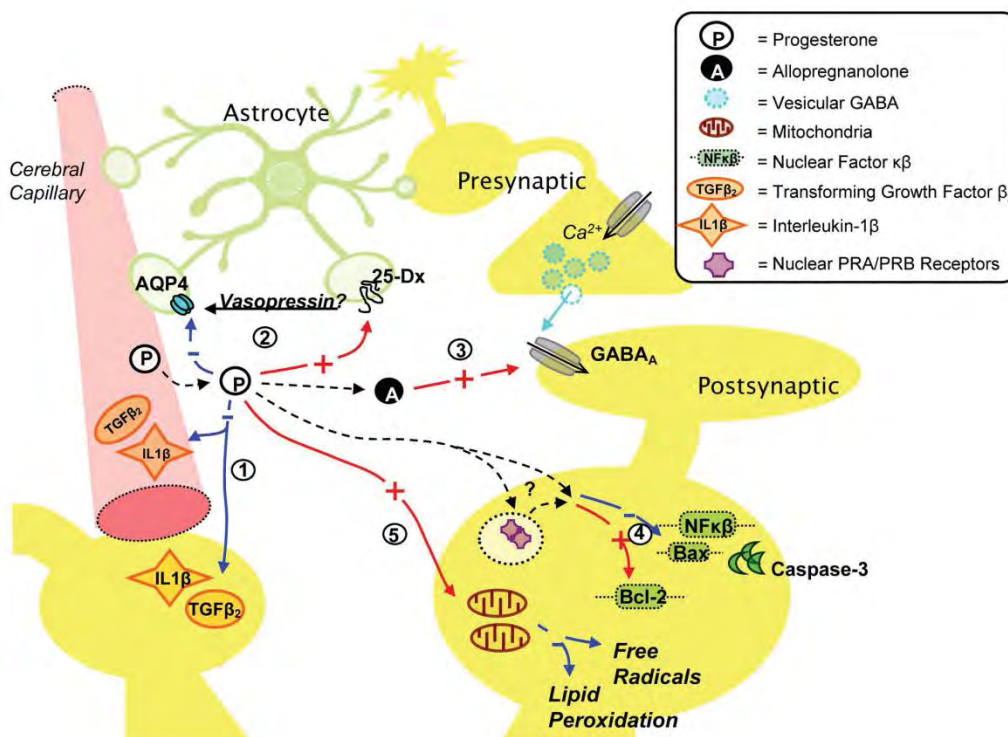 P = Progesterone
A = Allopregnanolone
= Vesicular GABA
= Mitochondria
NFκβ = Nuclear Factor κβ
TGFβ₂ = Transforming Growth Factor β
IL1β = Interleukin-1β
= Nuclear PRA/PRB Receptors
Astrocyte
Cerebral
Capillary
Presynaptic
Ca²⁺
AQP4
25-Dx
Vasopressin?
–
2
+
P
P
A
3
+
GABA_A
Postsynaptic
TGFβ₂
IL1β
–
1
+
5
?
–
4
+
NFκβ
Bax
Caspase-3
Bcl-2
IL1β
TGFβ₂
–
Free
Radicals
Lipid
Peroxidation